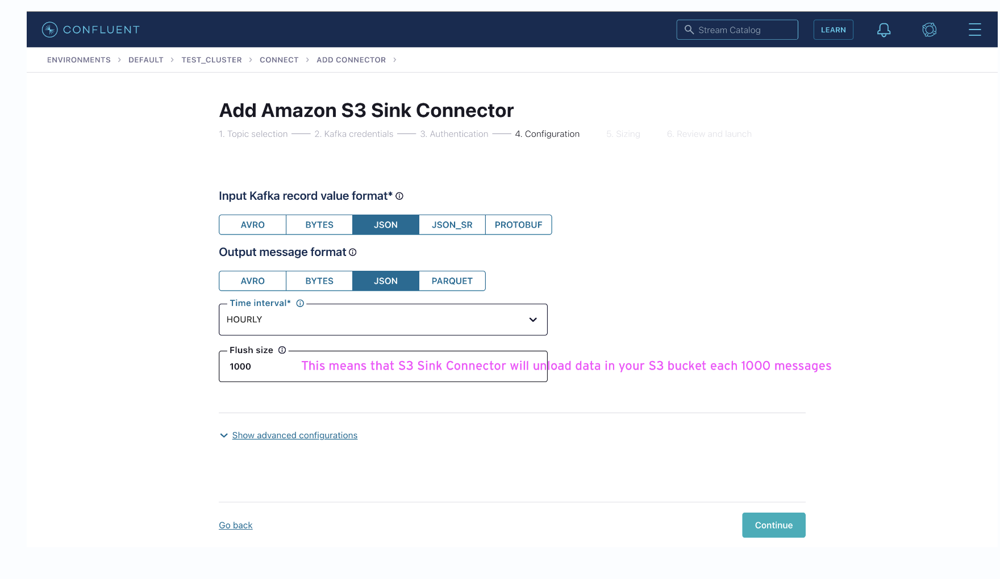 CONFLUENT
Stream Catalog
LEARN
ENVIRONMENTS > DEFAULT > TEST_CLUSTER > CONNECT > ADD CONNECTOR >
Add Amazon S3 Sink Connector
1. Topic selection 2. Kafka credentials 3. Authentication 4. Configuration 5. Sizing 6. Review and launch
Input Kafka record value format*
AVRO BYTES JSON JSON_SR PROTOBUF
Output message format
AVRO BYTES JSON PARQUET
Time interval*
HOURLY
Flush size
1000 This means that S3 Sink Connector will unload data in your S3 bucket each 1000 messages
Show advanced configurations
Go back
Continue